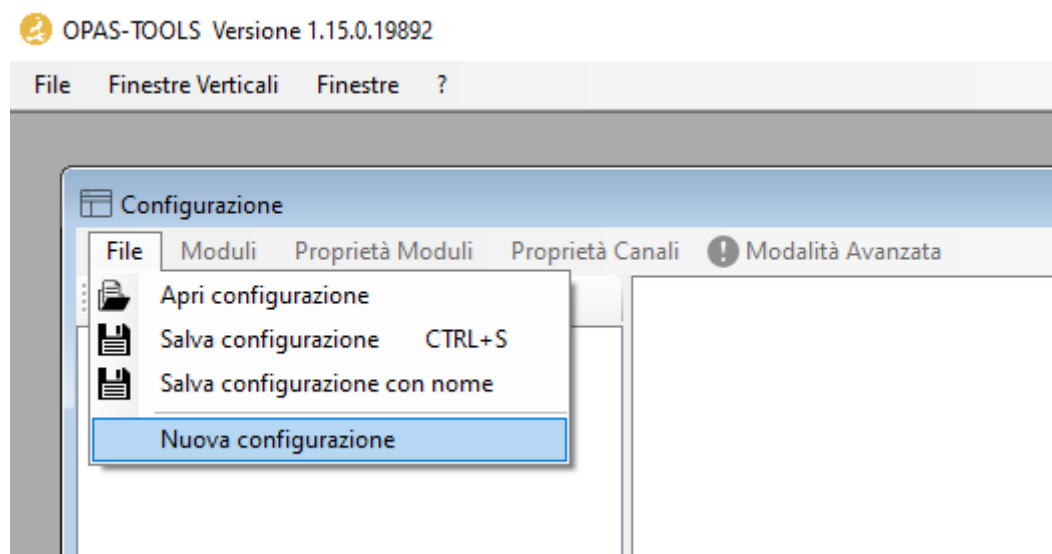 OPAS-TOOLS Versione 1.15.0.19892
File Finestre Verticali Finestre ?
Configurazione
File Moduli Proprietà Moduli Proprietà Canali Modalità Avanzata
Apri configurazione
Salva configurazione CTRL+S
Salva configurazione con nome
Nuova configurazione